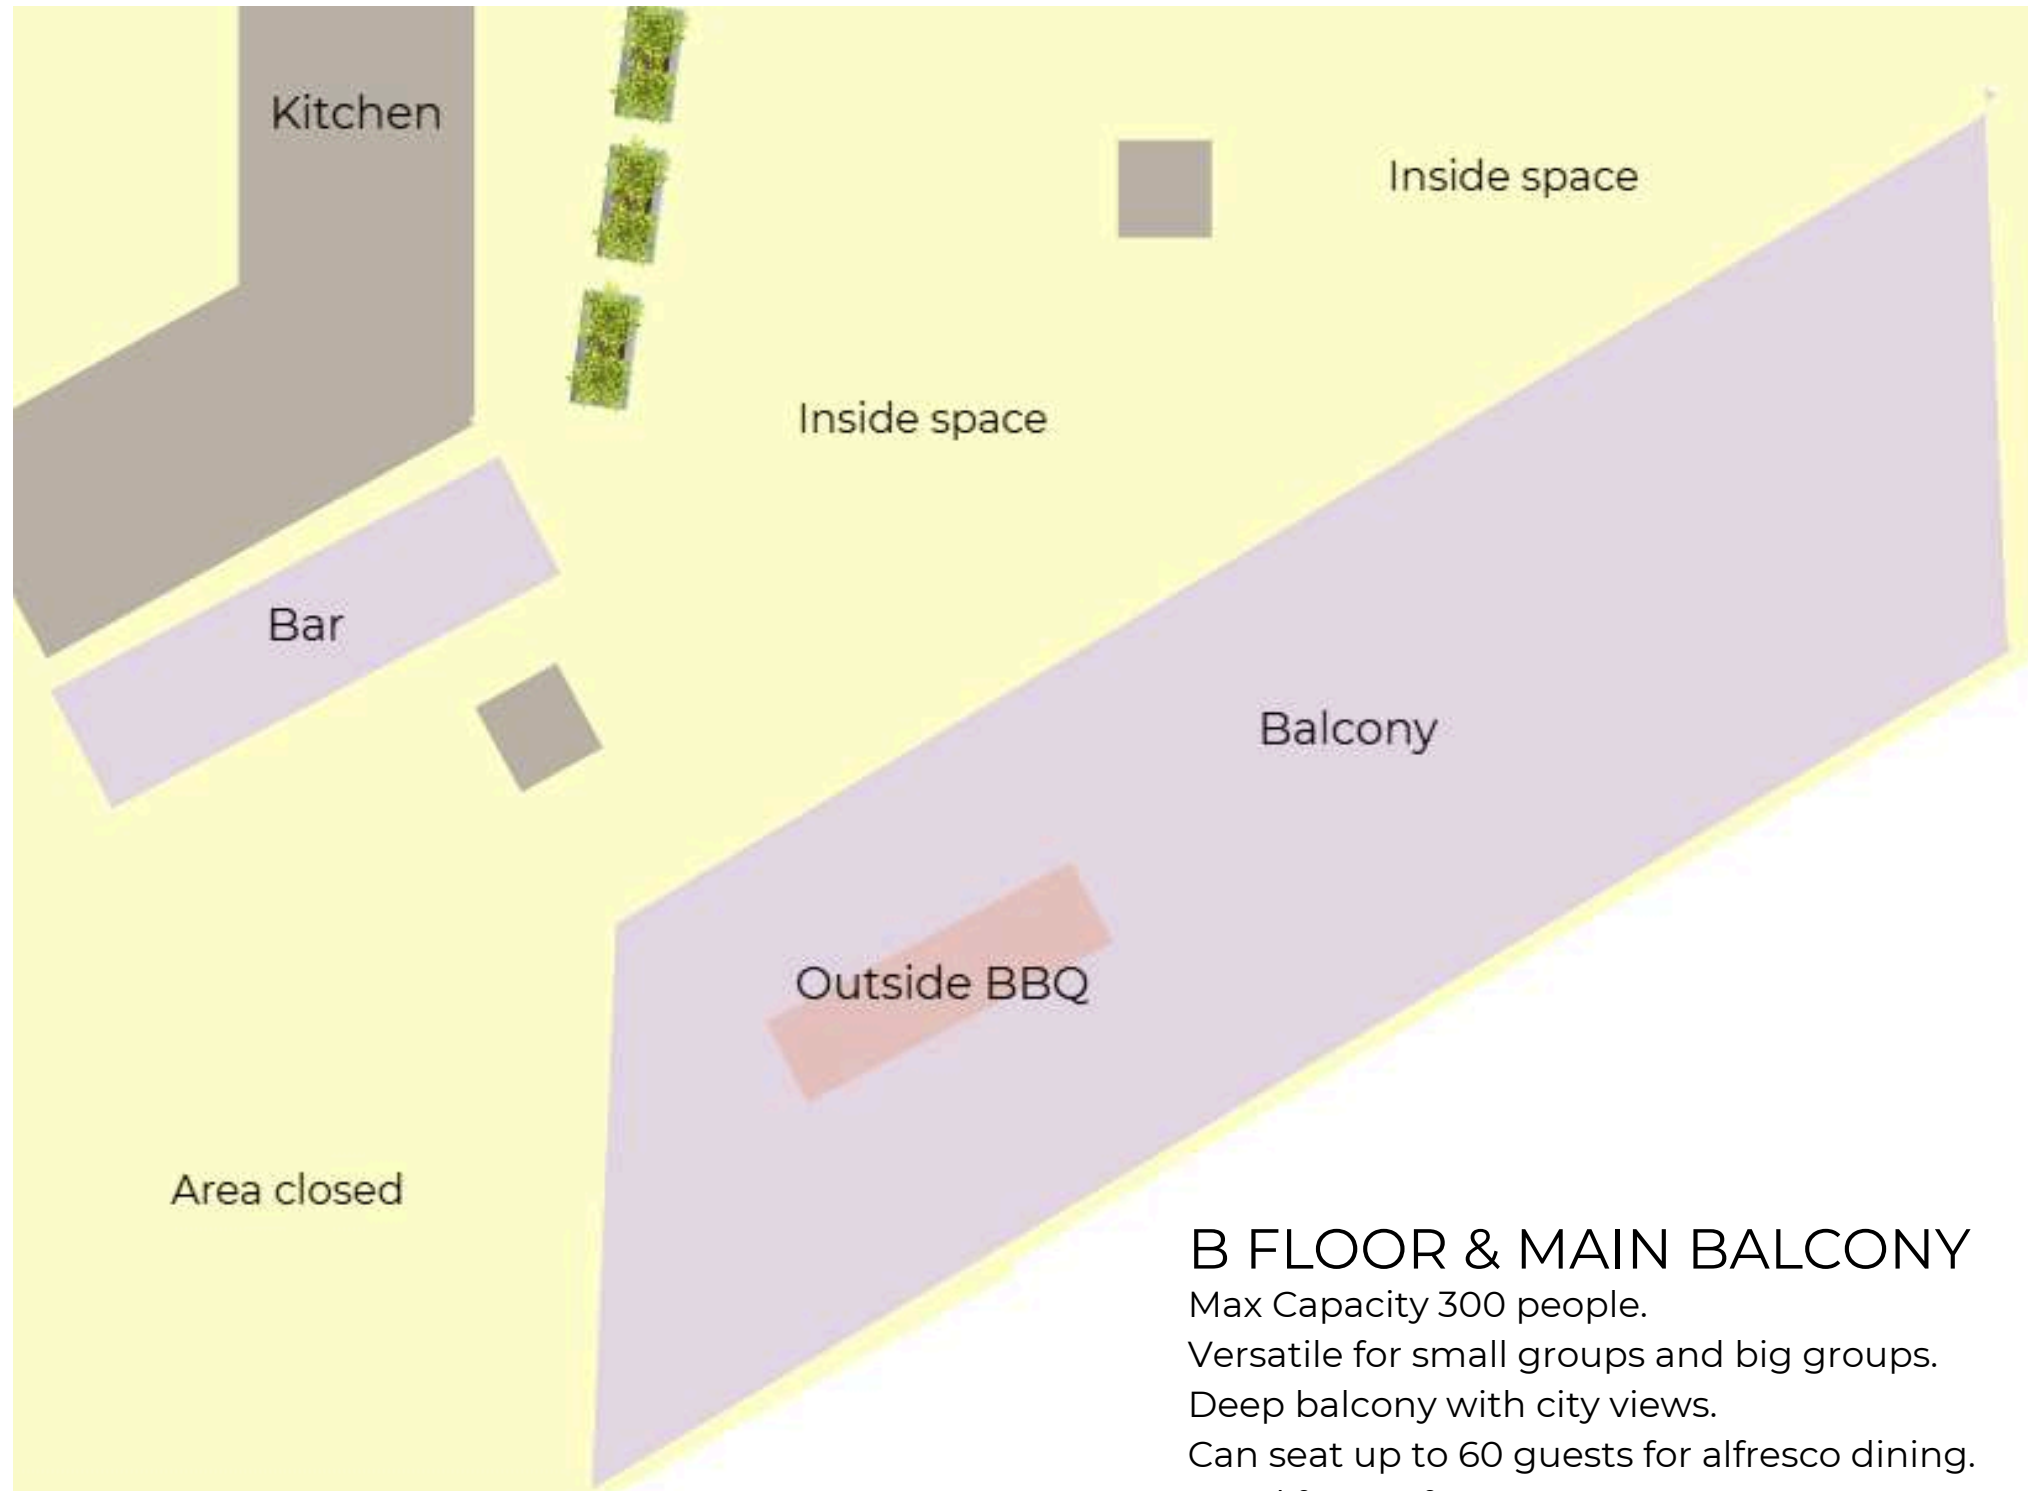 Kitchen
Inside space
Inside space
Bar
Balcony
Outside BBQ
Area closed
B FLOOR & MAIN BALCONY
Max Capacity 300 people.
Versatile for small groups and big groups.
Deep balcony with city views.
Can seat up to 60 guests for alfresco dining.